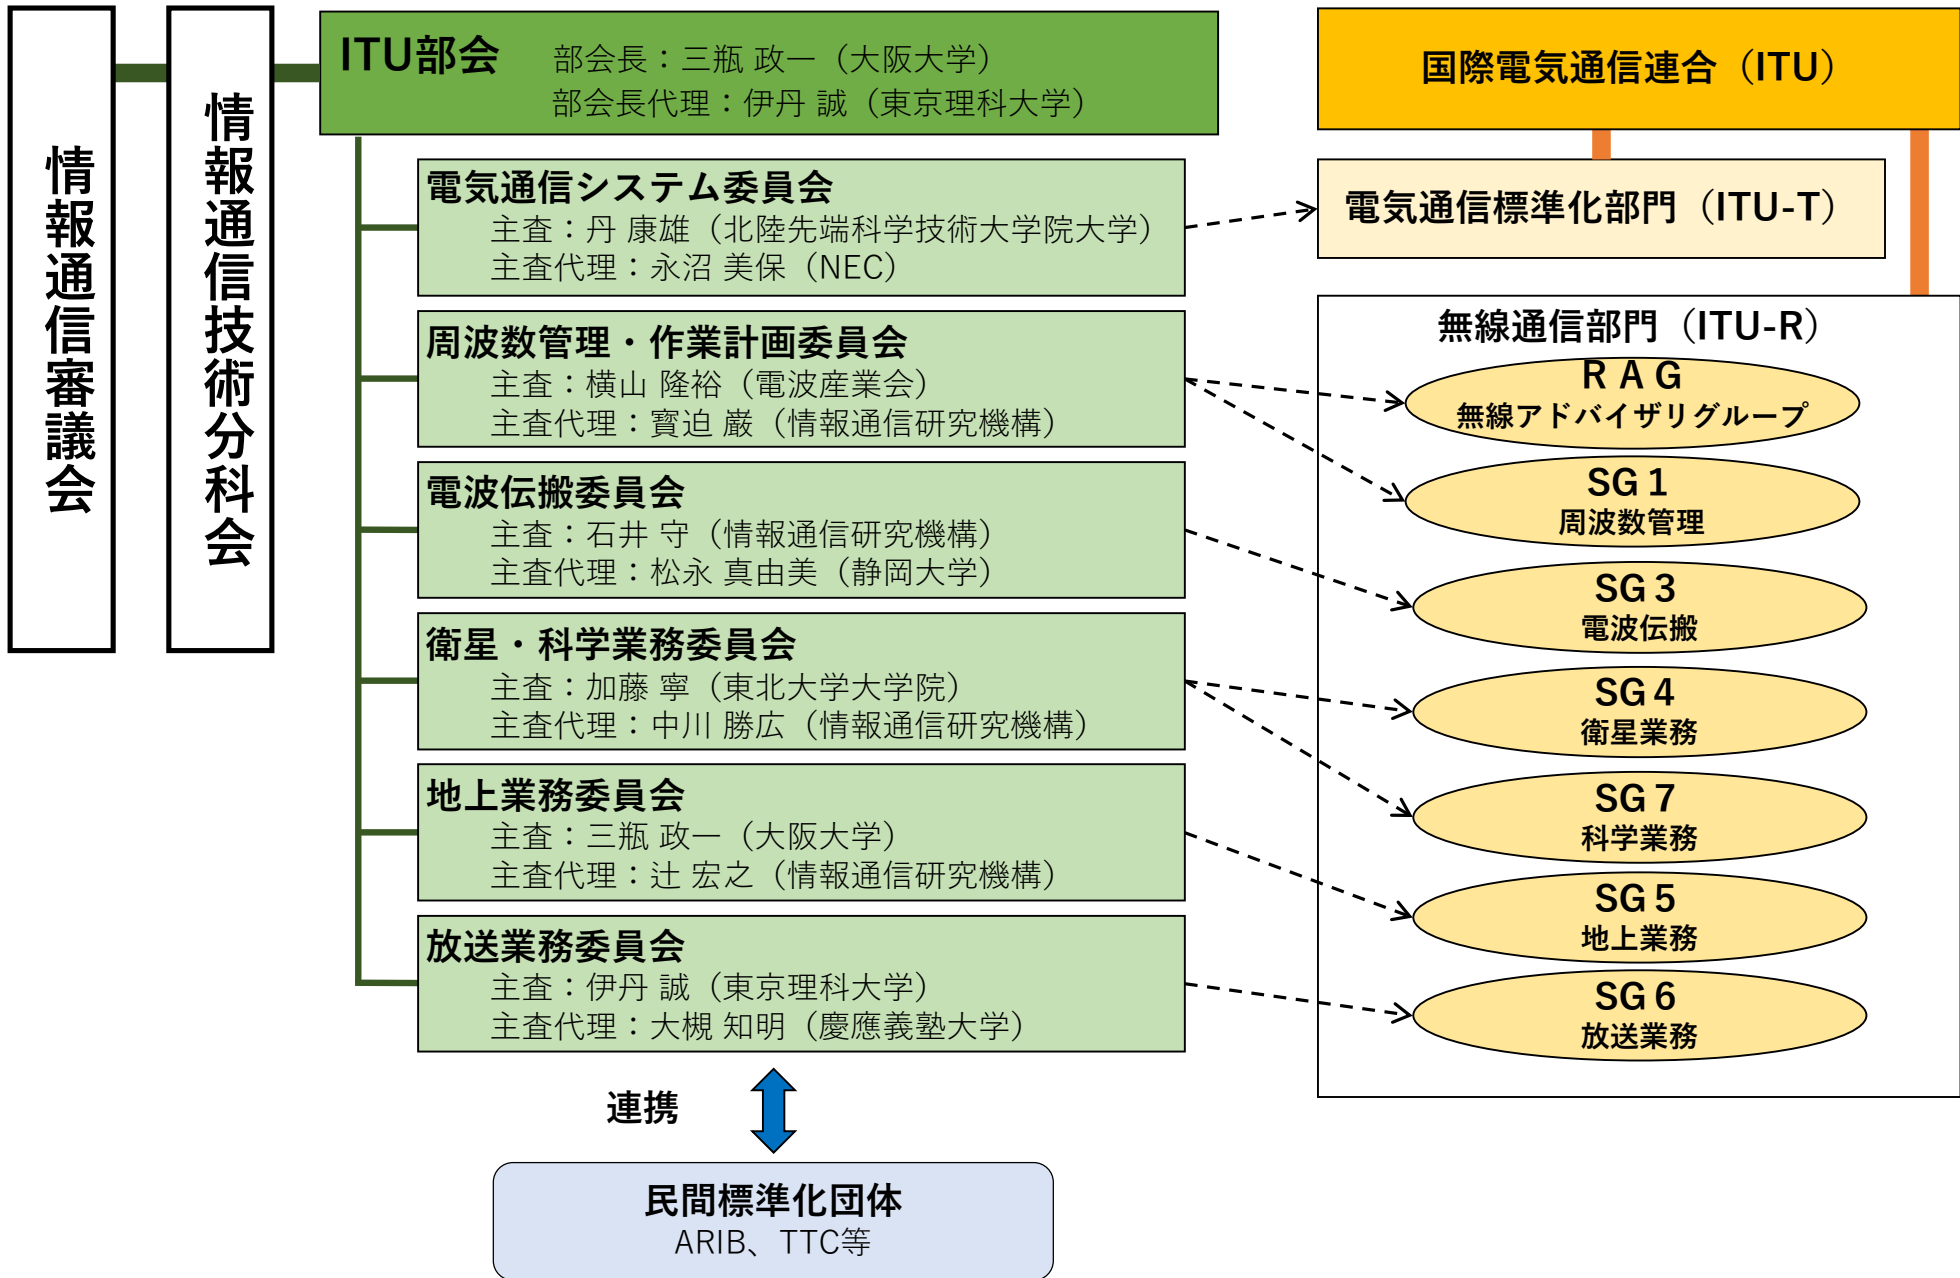 情報通信審議会
情報通信技術分科会
ITU部会 部会長：三瓶 政一（大阪大学）
部会長代理：伊丹 誠（東京理科大学）
電気通信システム委員会
主査：丹 康雄（北陸先端科学技術大学院大学）
主査代理：永沼 美保（NEC）
周波数管理・作業計画委員会
主査：横山 隆裕（電波産業会）
主査代理：寳迫 巌（情報通信研究機構）
電波伝搬委員会
主査：石井 守（情報通信研究機構）
主査代理：松永 真由美（静岡大学）
衛星・科学業務委員会
主査：加藤 寧（東北大学大学院）
主査代理：中川 勝広（情報通信研究機構）
地上業務委員会
主査：三瓶 政一（大阪大学）
主査代理：辻 宏之（情報通信研究機構）
放送業務委員会
主査：伊丹 誠（東京理科大学）
主査代理：大槻 知明（慶應義塾大学）
連携
民間標準化団体
ARIB、TTC等
国際電気通信連合（ITU）
電気通信標準化部門（ITU-T）
無線通信部門（ITU-R）
ＲＡＧ
無線アドバイザリグループ
SG１
周波数管理
SG３
電波伝搬
SG４
衛星業務
SG７
科学業務
SG５
地上業務
SG６
放送業務